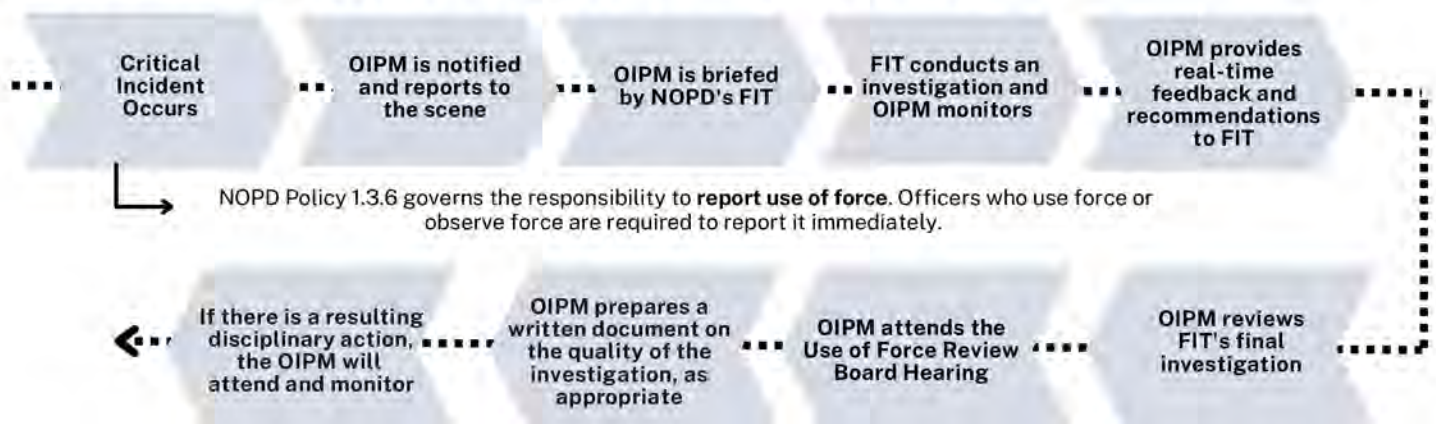 Critical
Incident
Occurs
OIPM is notified
and reports to
the scene
OIPM is briefed
by NOPD's FIT
FIT conducts an
investigation and
OIPM monitors
OIPM provides
real-time
feedback and
recommendations
to FIT
NOPD Policy 1.3.6 governs the responsibility to report use of force. Officers who use force or
observe force are required to report it immediately.
OIPM reviews
FIT's final
investigation
OIPM attends the
Use of Force Review
Board Hearing
OIPM prepares a
written document on
the quality of the
investigation, as
appropriate
If there is a resulting
disciplinary action,
the OIPM will
attend and monitor